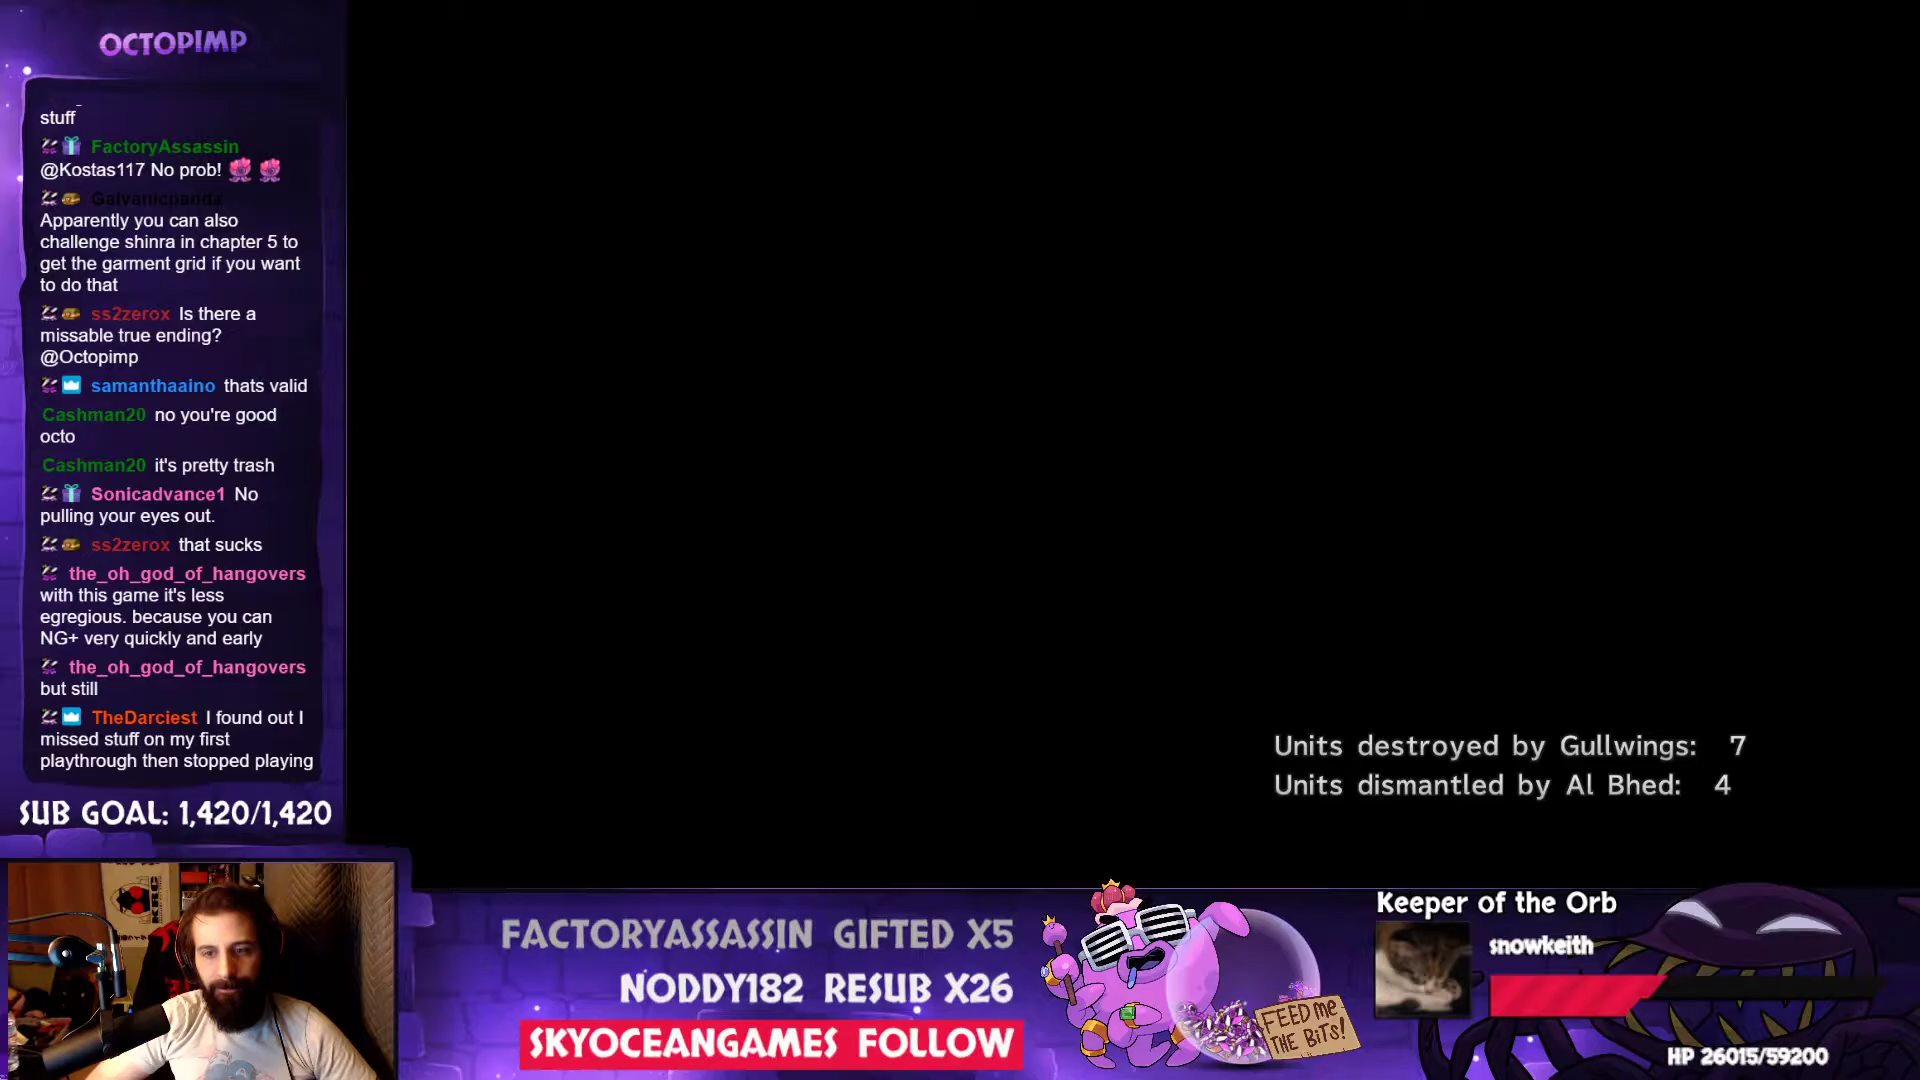 OCTOPIMP
stuff
FactoryAssassin
@Kostas117 No prob!
Galvanicpanda
Apparently you can also
challenge shinra in chapter 5 to
get the garment grid if you want
to do that
ss2zerox Is there a
missable true ending?
@Octopimp
samanthaaino thats valid
Cashman20 no you're good
octo
Cashman20 it's pretty trash
Sonicadvance1 No
pulling your eyes out.
ss2zerox that sucks
the_oh_god_of_hangovers
with this game it's less
egregious. because you can
NG+ very quickly and early
the_oh_god_of_hangovers
but still
TheDarciest I found out I
missed stuff on my first
playthrough then stopped playing
SUB GOAL: 1,420/1,420
Units destroyed by Gullwings: 7
Units dismantled by Al Bhed: 4
FACTORYASSASSIN GIFTED X5
NODDY182 RESUB X26
SKYOCEANGAMES FOLLOW
FEED ME
THE BITS!
Keeper of the Orb
snowkeith
HP 26015/59200